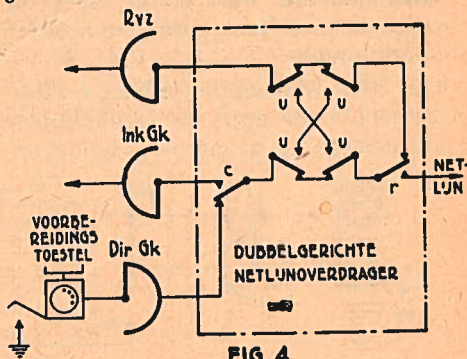 Rvz
u u
Ink Gk
u u
c
r
NET-
LIJN
VOORBE-
REIDINGS
TOESTEL
Dir Gk
DUBBELGERICHTE
NETLIJNOVERDRAGER
FIG 4